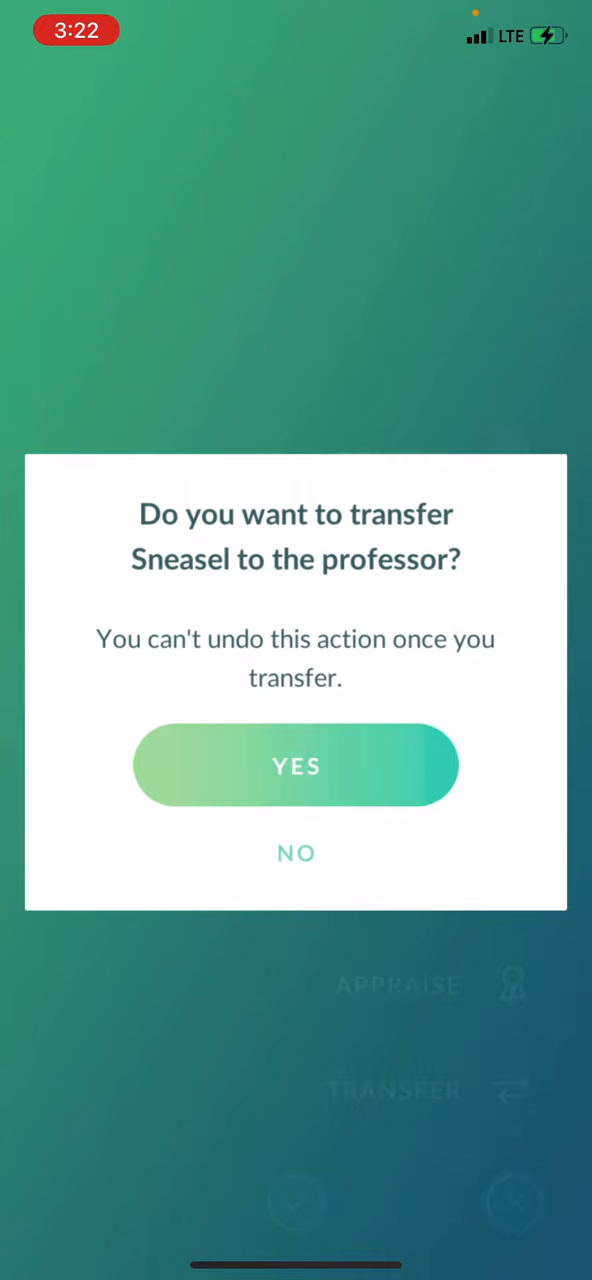 3:22
LTE
Do you want to transfer
Sneasel to the professor?
You can't undo this action once you
transfer.
YES
NO
APPRAISE
TRANSFER